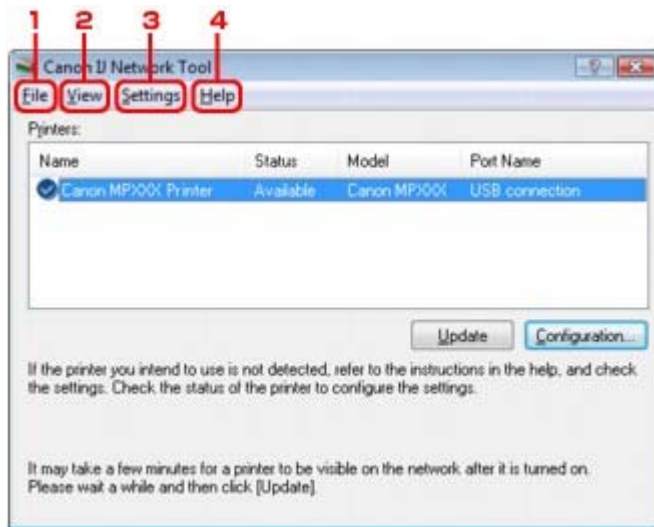 1 2 3 4
Canon IJ Network Tool
File View Settings Help
Printers:
Name Status Model Port Name
Canon MPXXX Printer Available Canon MPXXX USB connection
Update Configuration...
If the printer you intend to use is not detected, refer to the instructions in the help, and check
the settings. Check the status of the printer to configure the settings.
It may take a few minutes for a printer to be visible on the network after it is turned on.
Please wait a while and then click [Update]